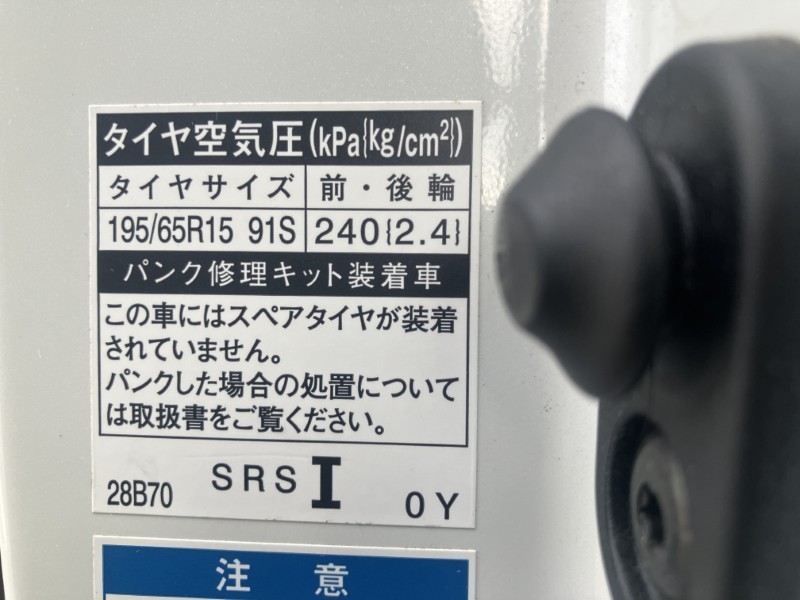 タイヤ空気圧(kPa{kg/cm²})
タイヤサイズ 前・後輪
195/65R15 91S 240{2.4}
パンク修理キット装着車
この車にはスペアタイヤが装着
されていません。
パンクした場合の処置について
は取扱書をご覧ください。
28B70 SRS I 0Y
注 意